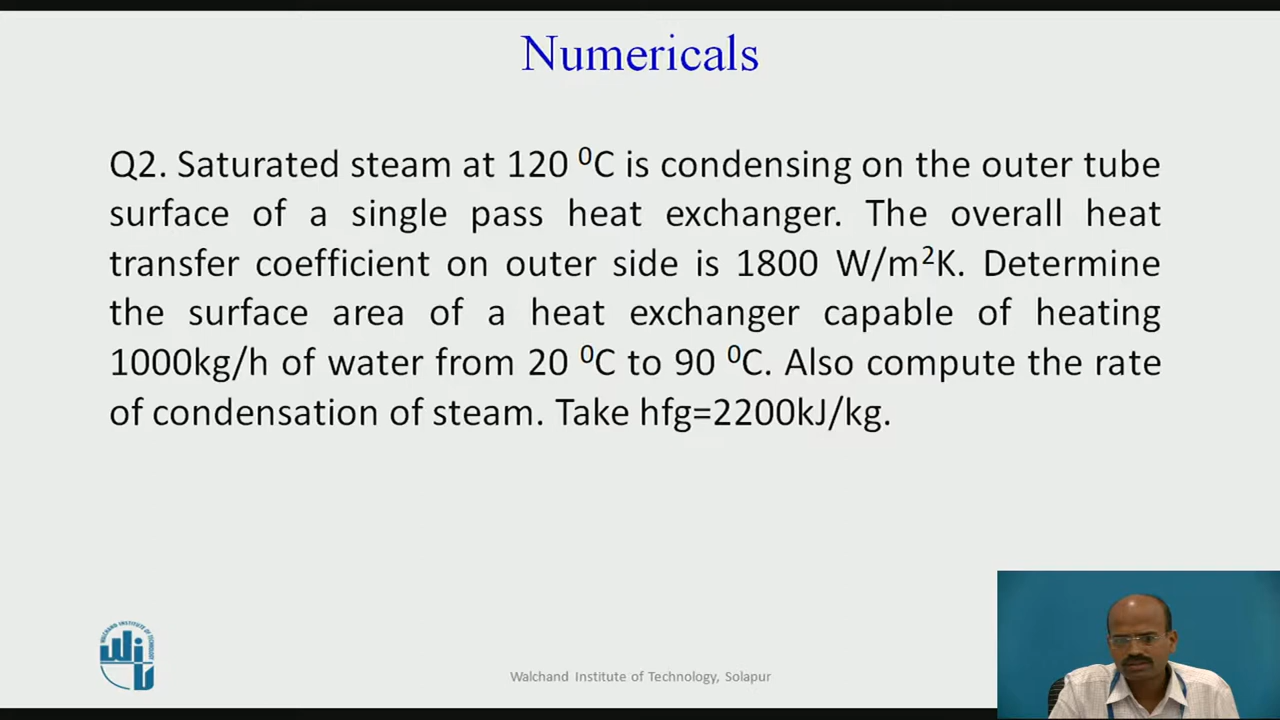 Numericals
Q2. Saturated steam at 120 ⁰C is condensing on the outer tube
surface of a single pass heat exchanger. The overall heat
transfer coefficient on outer side is 1800 W/m²K. Determine
the surface area of a heat exchanger capable of heating
1000kg/h of water from 20 ⁰C to 90 ⁰C. Also compute the rate
of condensation of steam. Take hfg=2200kJ/kg.
Walchand Institute of Technology, Solapur